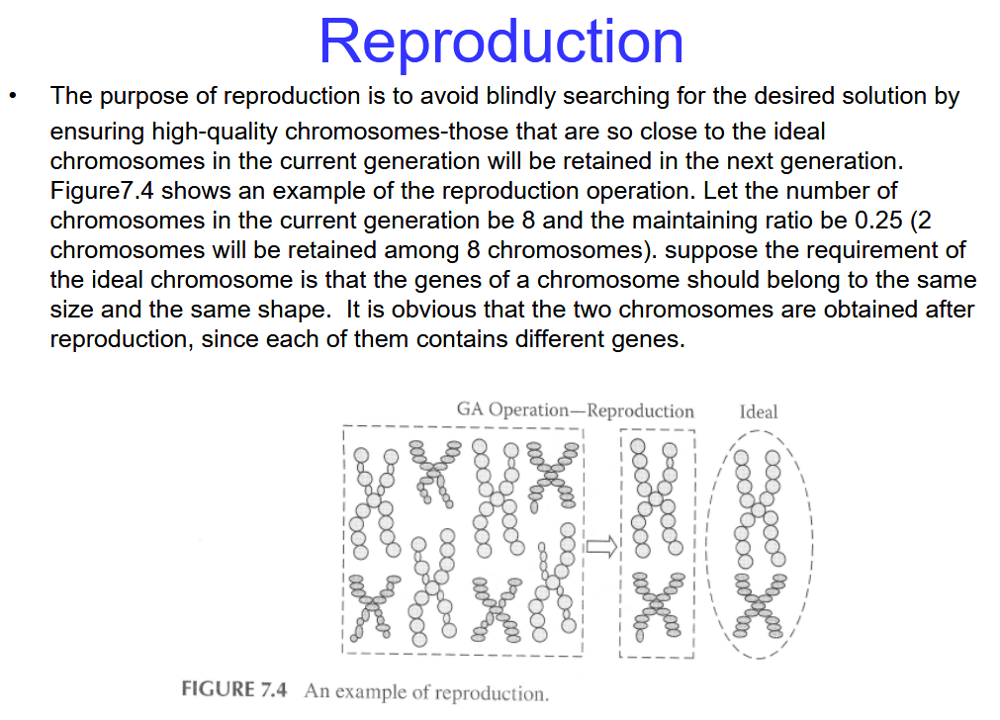 Reproduction
• The purpose of reproduction is to avoid blindly searching for the desired solution by
ensuring high-quality chromosomes-those that are so close to the ideal
chromosomes in the current generation will be retained in the next generation.
Figure7.4 shows an example of the reproduction operation. Let the number of
chromosomes in the current generation be 8 and the maintaining ratio be 0.25 (2
chromosomes will be retained among 8 chromosomes). suppose the requirement of
the ideal chromosome is that the genes of a chromosome should belong to the same
size and the same shape.  It is obvious that the two chromosomes are obtained after
reproduction, since each of them contains different genes.
GA Operation—Reproduction
Ideal
FIGURE 7.4 An example of reproduction.